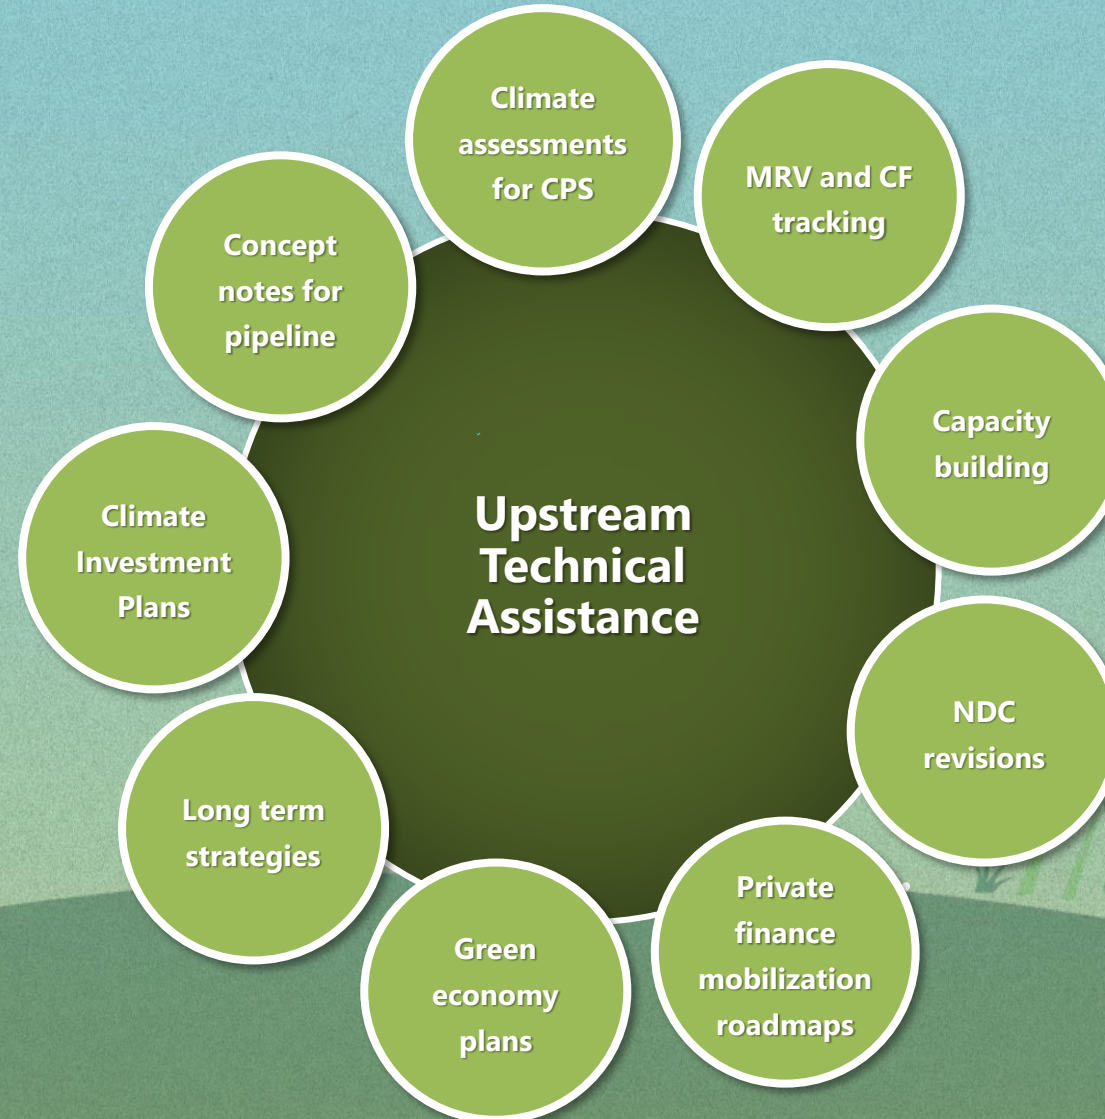 Climate
assessments
for CPS
MRV and CF
tracking
Capacity
building
NDC
revisions
Private
finance
mobilization
roadmaps
Green
economy
plans
Long term
strategies
Climate
Investment
Plans
Concept
notes for
pipeline
Upstream
Technical
Assistance